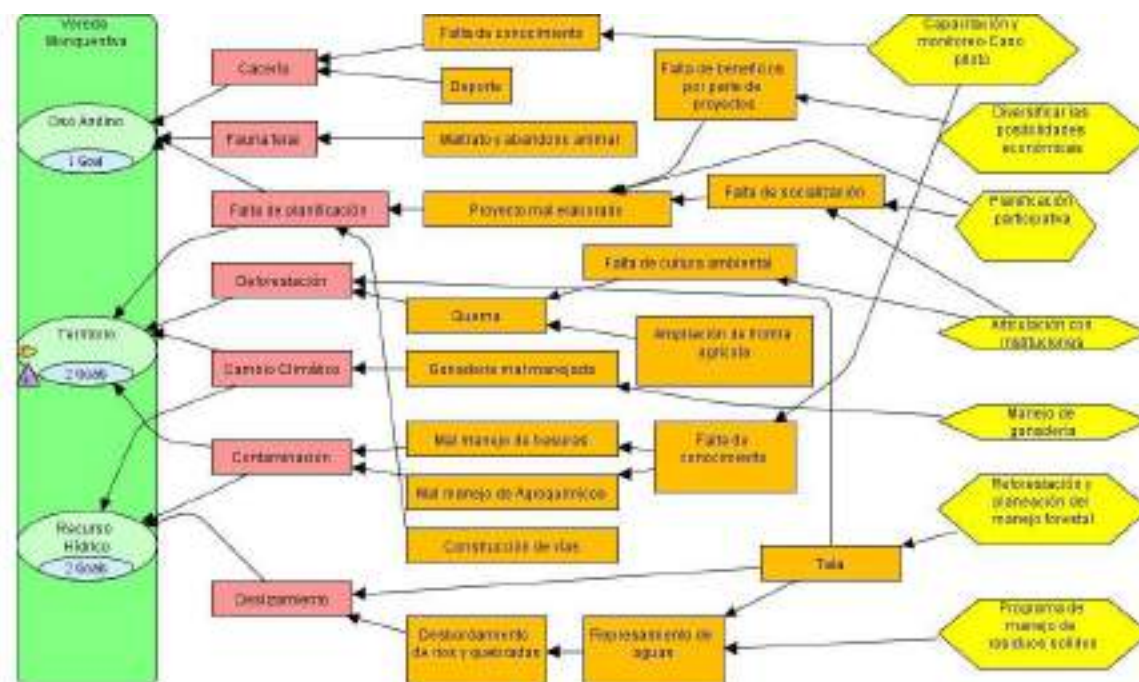 Vereda
Monquentiva
Oso Andino
1 Goal
Territorio
2 Goals
Recurso
Hídrico
2 Goals
Cacería
Fauna feral
Falta de planificación
Deforestación
Cambio Climático
Contaminación
Deslizamiento
Falta de conocimiento
Deporte
Maltrato y abandono animal
Proyecto mal elaborado
Falta de beneficios
por parte de
proyectos
Falta de socialización
Falta de cultura ambiental
Quema
Ampliación de frontra
agrícola
Ganadería mal manejada
Mal manejo de basuras
Mal manejo de Agroquímicos
Falta de
conocimiento
Construcción de vías
Tala
Desbordamiento
de rios y quebradas
Represamiento de
aguas
Capacitación y
monitoreo-Caso
piloto
Diversificar las
posibilidades
económicas
Planificación
participativa
Articulación con
instituciones
Manejo de
ganadería
Reforestación y
planeación del
manejo forestal
Programa de
manejo de
residuos solidos